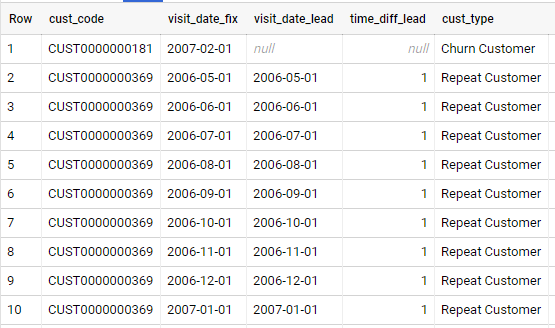 Row cust_code visit_date_fix visit_date_lead time_diff_lead cust_type
1 CUST0000000181 2007-02-01 null null Churn Customer
2 CUST0000000369 2006-05-01 2006-05-01 1 Repeat Customer
3 CUST0000000369 2006-06-01 2006-06-01 1 Repeat Customer
4 CUST0000000369 2006-07-01 2006-07-01 1 Repeat Customer
5 CUST0000000369 2006-08-01 2006-08-01 1 Repeat Customer
6 CUST0000000369 2006-09-01 2006-09-01 1 Repeat Customer
7 CUST0000000369 2006-10-01 2006-10-01 1 Repeat Customer
8 CUST0000000369 2006-11-01 2006-11-01 1 Repeat Customer
9 CUST0000000369 2006-12-01 2006-12-01 1 Repeat Customer
10 CUST0000000369 2007-01-01 2007-01-01 1 Repeat Customer